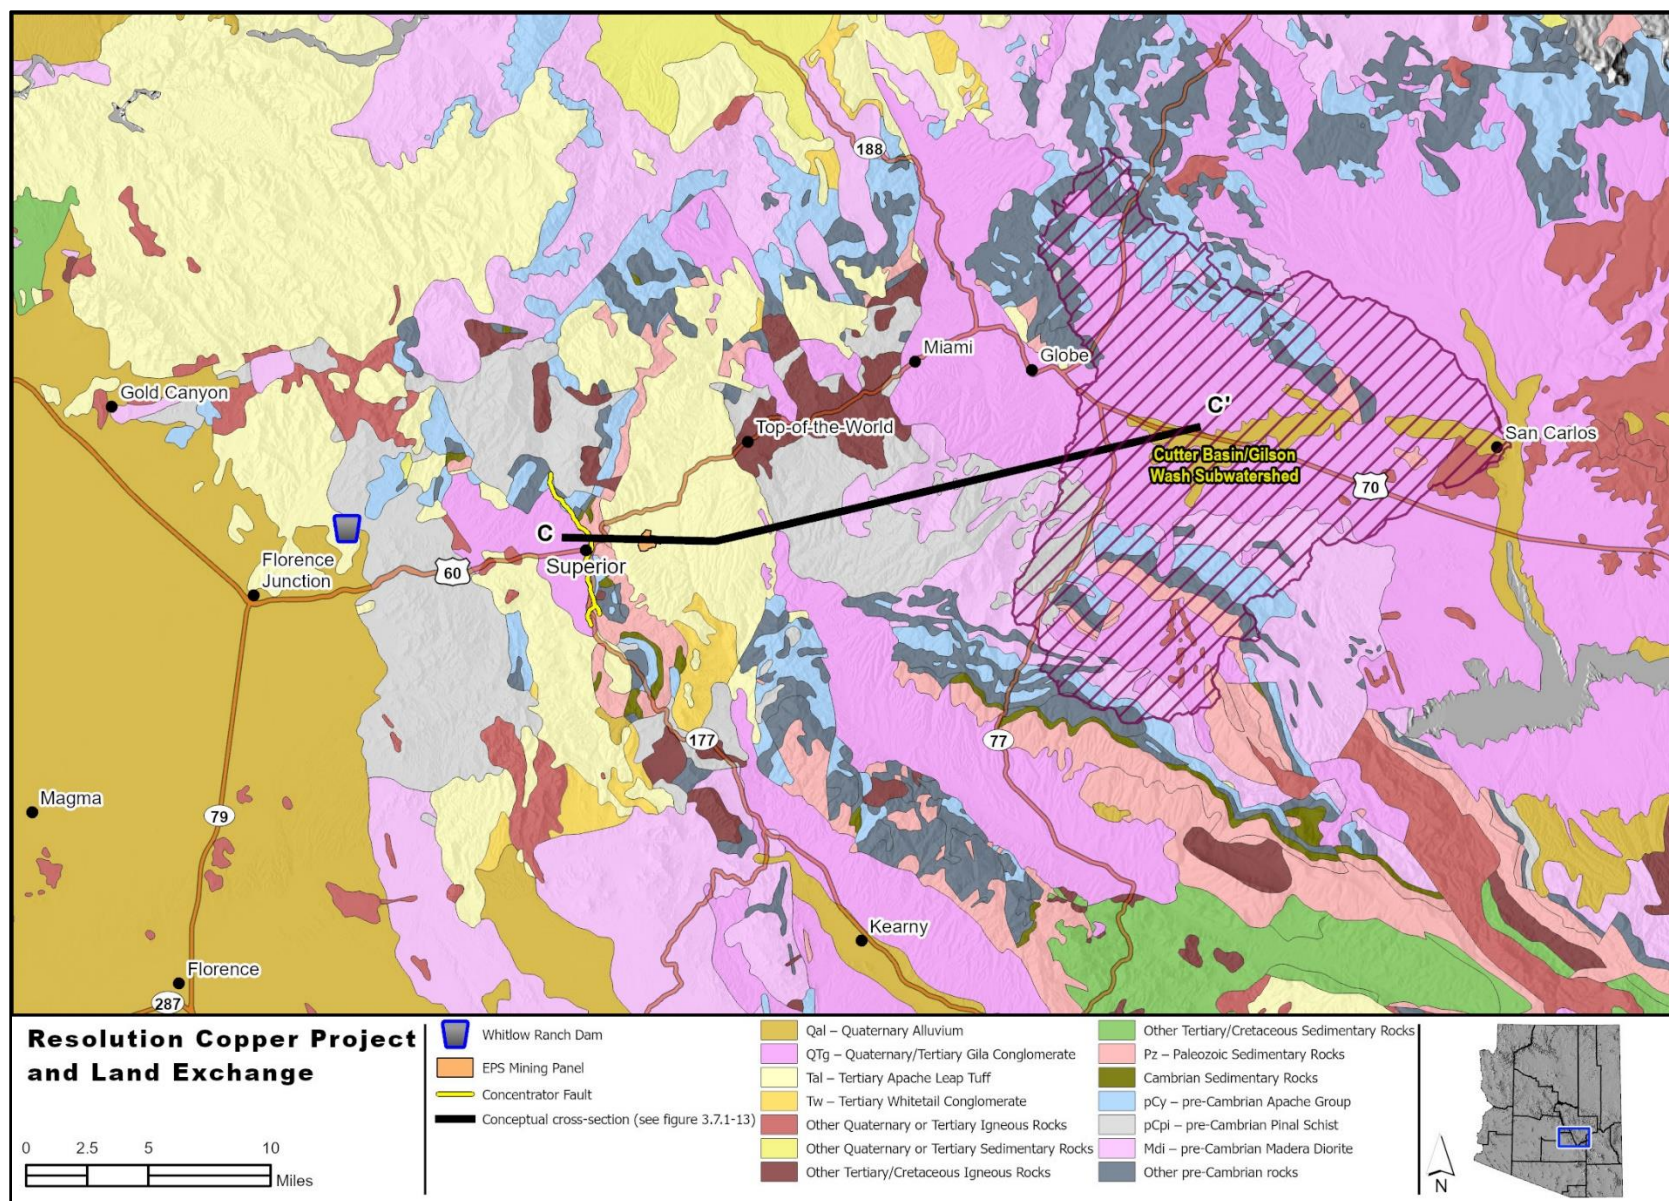 188
Miami
Globe
Gold Canyon
C'
Top-of-the-World
San Carlos
Cutter Basin/Gilson
Wash Subwatershed
70
C
Superior
Florence
Junction
60
177
77
Magma
79
Kearny
Florence
287
Resolution Copper Project
and Land Exchange
0 2.5 5 10
Miles
Whitlow Ranch Dam
EPS Mining Panel
Concentrator Fault
Conceptual cross-section (see figure 3.7.1-13)
Qal – Quaternary Alluvium
QTg – Quaternary/Tertiary Gila Conglomerate
Tal – Tertiary Apache Leap Tuff
Tw – Tertiary Whitetail Conglomerate
Other Quaternary or Tertiary Igneous Rocks
Other Quaternary or Tertiary Sedimentary Rocks
Other Tertiary/Cretaceous Igneous Rocks
Other Tertiary/Cretaceous Sedimentary Rocks
Pz – Paleozoic Sedimentary Rocks
Cambrian Sedimentary Rocks
pCy – pre-Cambrian Apache Group
pCpi – pre-Cambrian Pinal Schist
Mdi – pre-Cambrian Madera Diorite
Other pre-Cambrian rocks
N